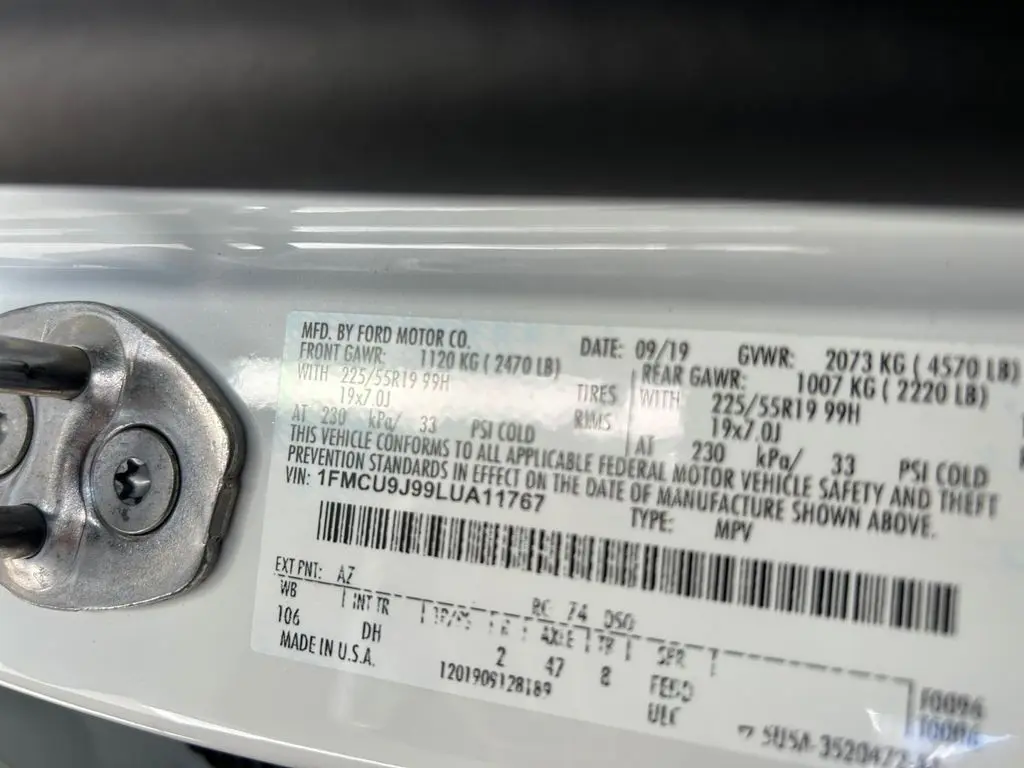 MFD. BY FORD MOTOR CO.
DATE: 09/19 GVWR: 2073 KG ( 4570 LB)
FRONT GAWR: 1120 KG ( 2470 LB) REAR GAWR: 1007 KG ( 2220 LB)
WITH 225/55R19 99H TIRES WITH 225/55R19 99H
19x7.0J RIMS 19x7.0J
AT 230 kPa/ 33 PSI COLD AT 230 kPa/ 33 PSI COLD
THIS VEHICLE CONFORMS TO ALL APPLICABLE FEDERAL MOTOR VEHICLE SAFETY AND THEFT
PREVENTION STANDARDS IN EFFECT ON THE DATE OF MANUFACTURE SHOWN ABOVE.
VIN: 1FMCU9J99LUA11767
TYPE: MPV
EXT PNT: AZ RC 74 DSO
WB INT TR AXLE TR SPR
106 DH 2 47 8
MADE IN U.S.A.
1201909128189